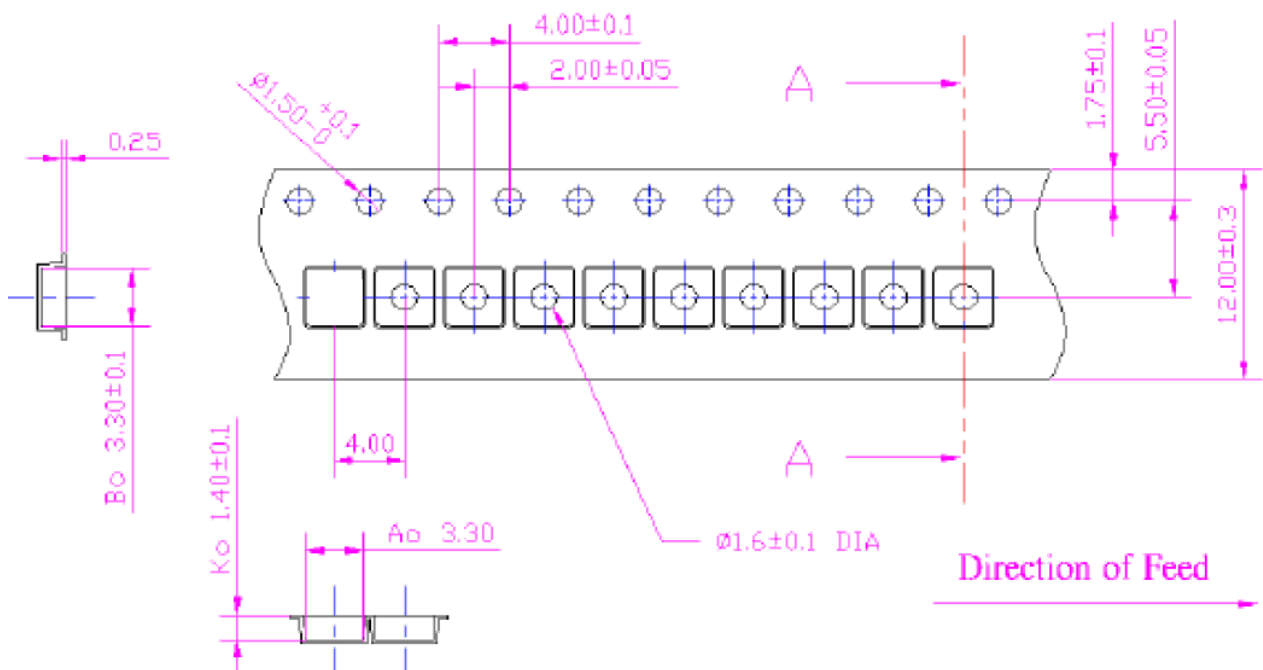 4.00±0.1
2.00±0.05
Ø1.50 +0.1
-0
A
1.75±0.1
5.50±0.05
0.25
12.00±0.3
Bo 3.30±0.1
4.00
Ko 1.40±0.1
Ao 3.30
A
Ø1.6±0.1 DIA
Direction of Feed